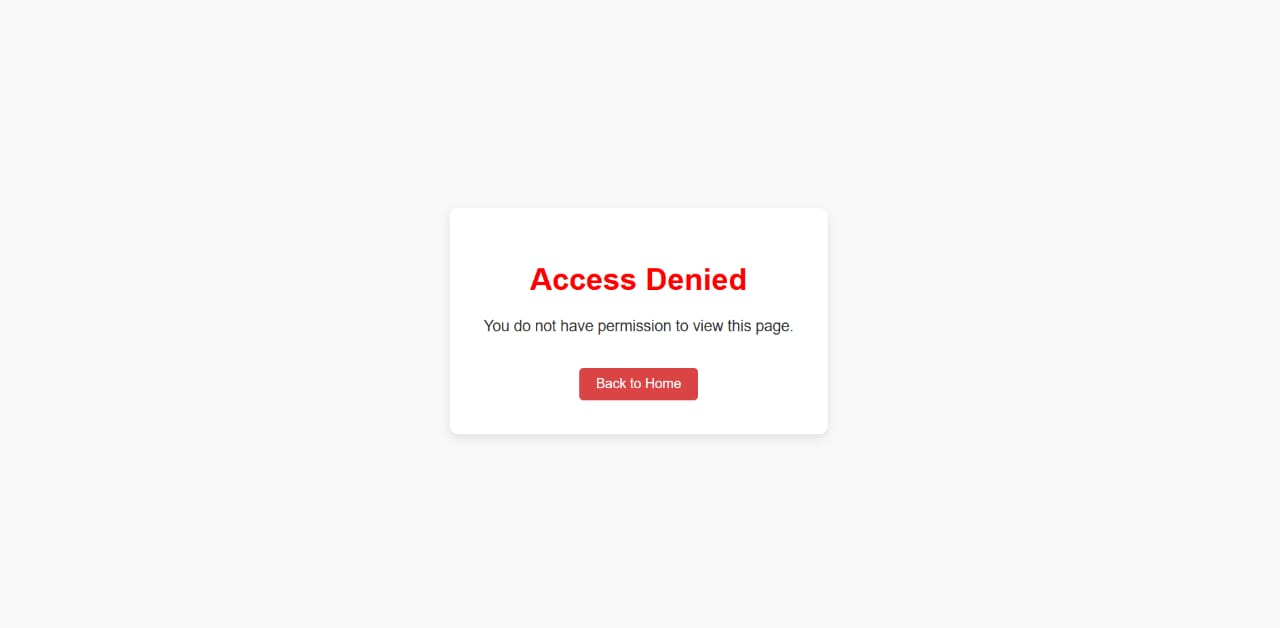 Access Denied
You do not have permission to view this page.
Back to Home